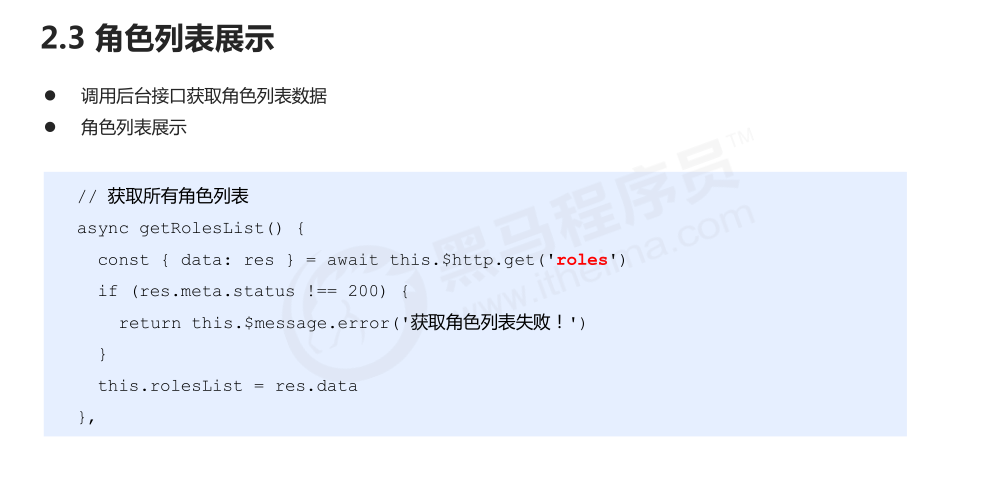 2.3 角色列表展示
● 调用后台接口获取角色列表数据
● 角色列表展示
// 获取所有角色列表
async getRolesList() {
  const { data: res } = await this.$http.get('roles')
  if (res.meta.status !== 200) {
    return this.$message.error('获取角色列表失败！')
  }
  this.rolesList = res.data
},
黑马程序员™
www.itheima.com